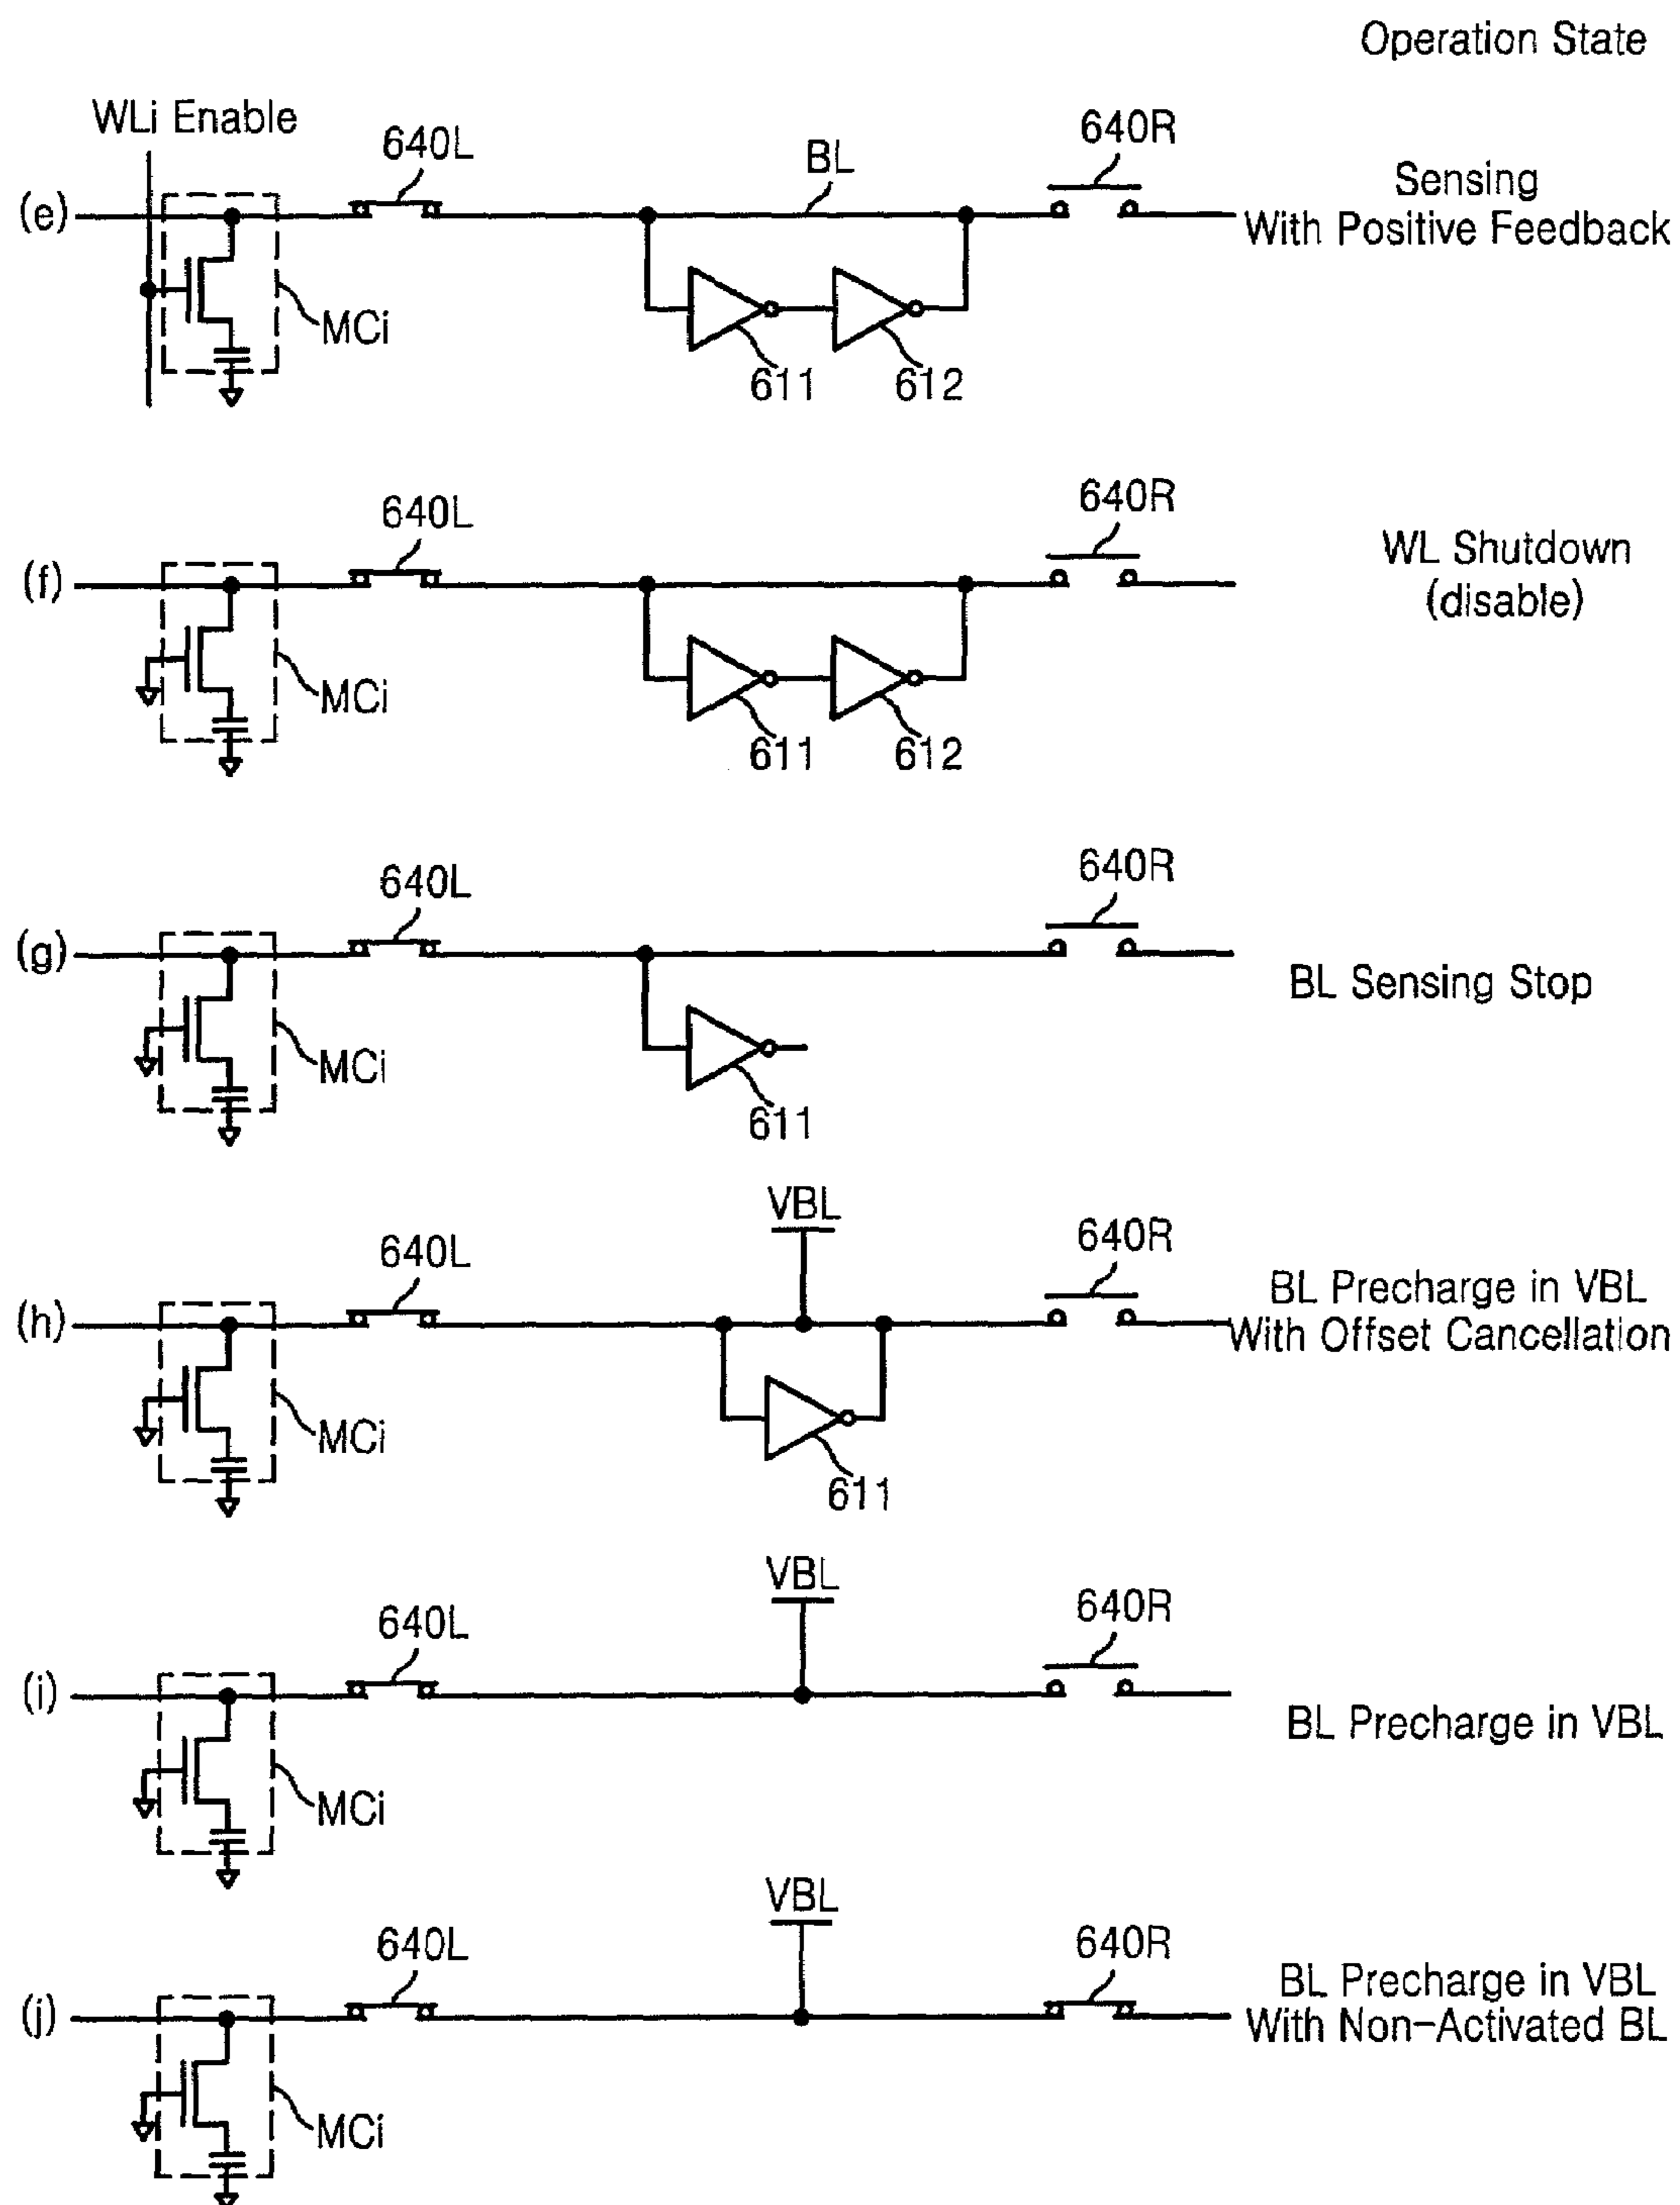 Operation State
WLi Enable
640L
BL
640R
(e)
Sensing
With Positive Feedback
MCi
611
612
640L
640R
(f)
WL Shutdown
(disable)
MCi
611
612
640L
640R
(g)
BL Sensing Stop
MCi
611
VBL
640L
640R
(h)
BL Precharge in VBL
With Offset Cancellation
MCi
611
VBL
640L
640R
(i)
BL Precharge in VBL
MCi
VBL
640L
640R
(j)
BL Precharge in VBL
With Non-Activated BL
MCi